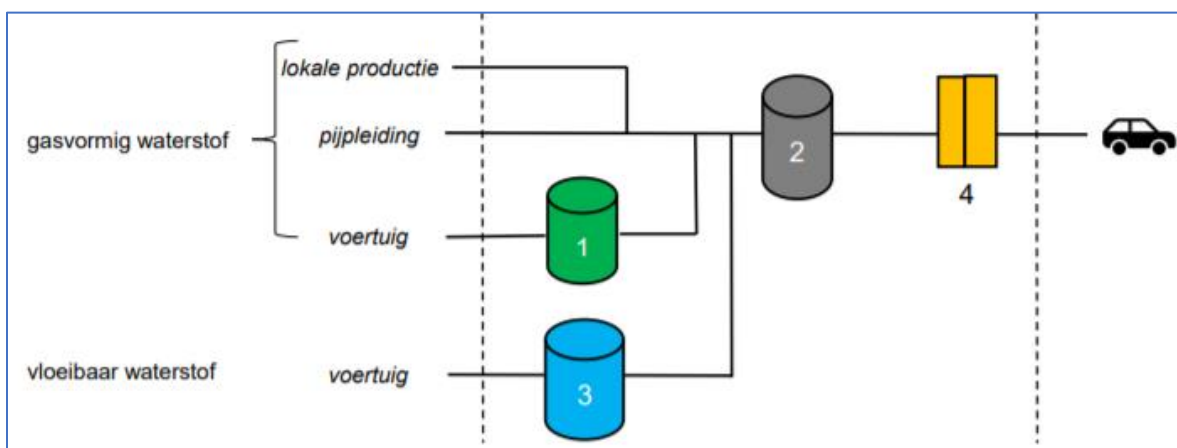 lokale productie
gasvormig waterstof
pijpleiding
2
4
voertuig
1
vloeibaar waterstof
voertuig
3